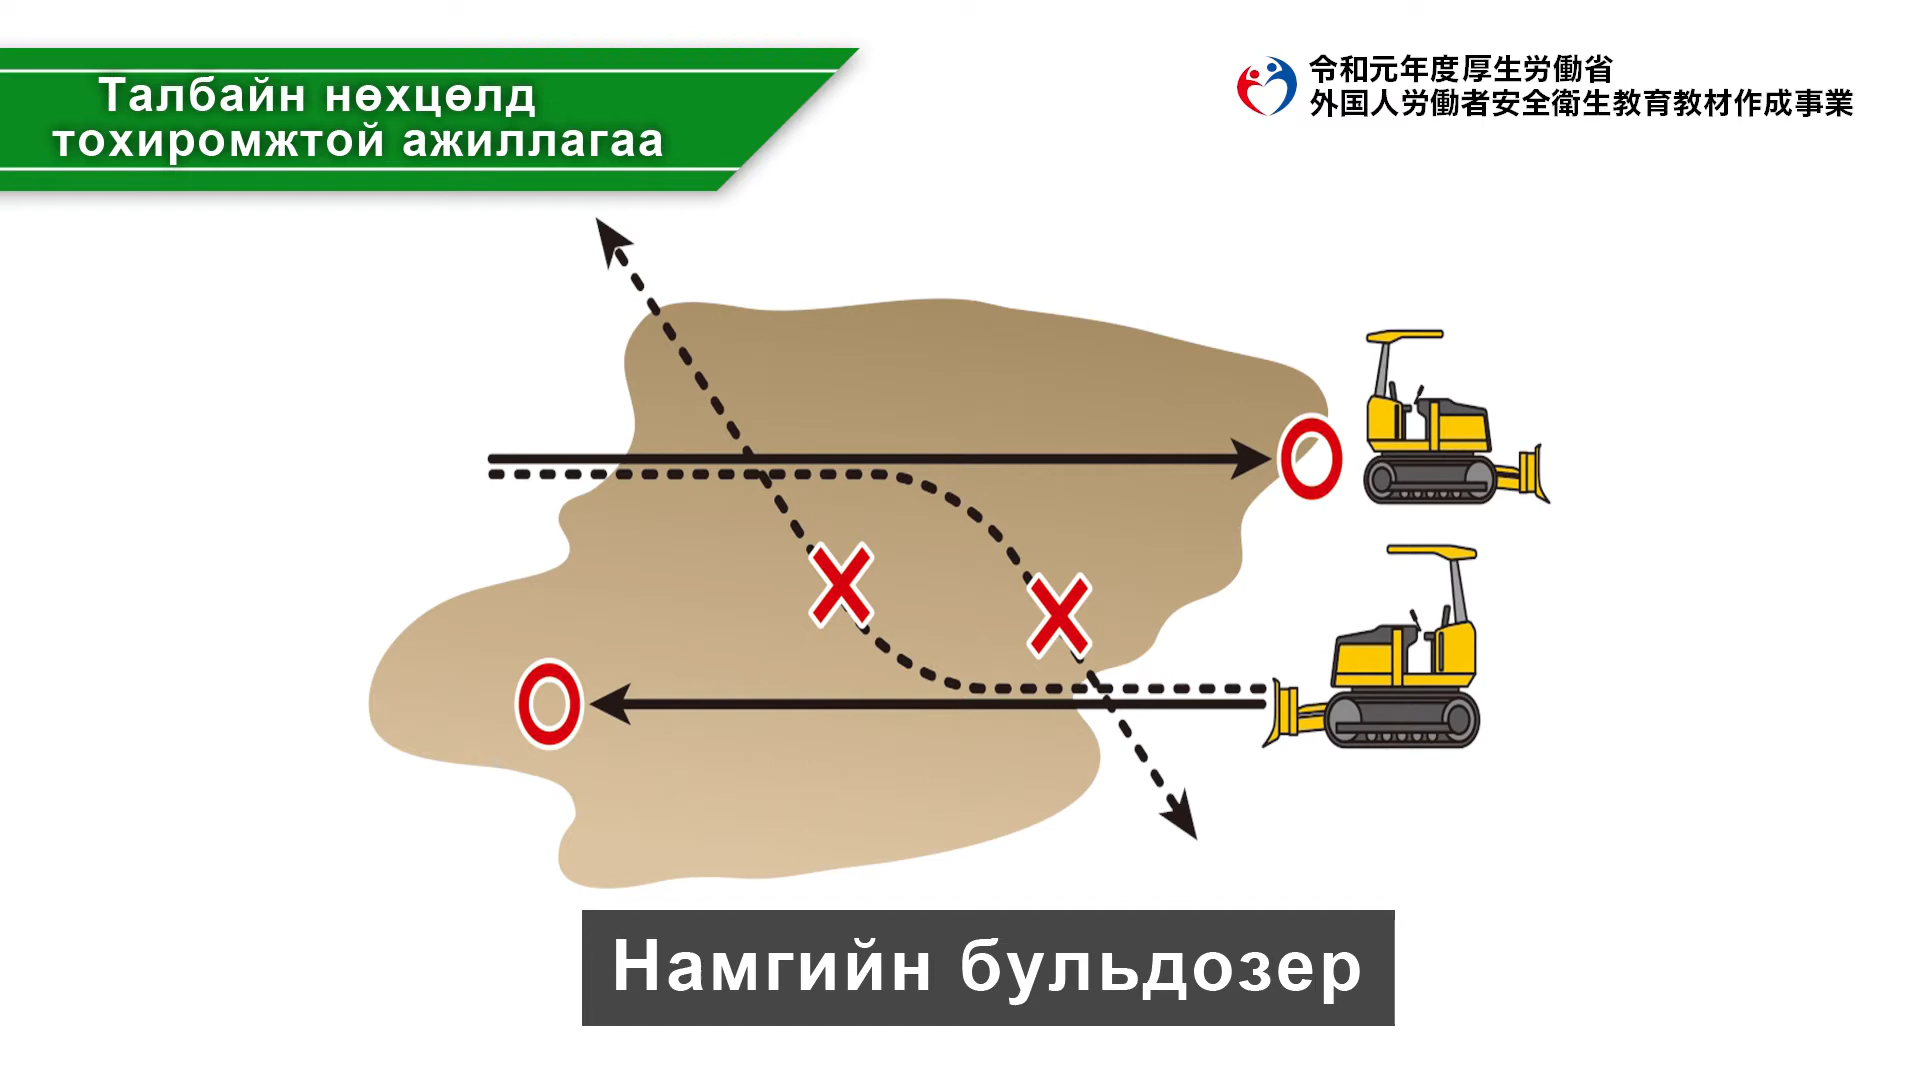 Талбайн нөхцөлд
тохиромжтой ажиллагаа
令和元年度厚生労働省
外国人労働者安全衛生教育教材作成事業
Намгийн бульдозер